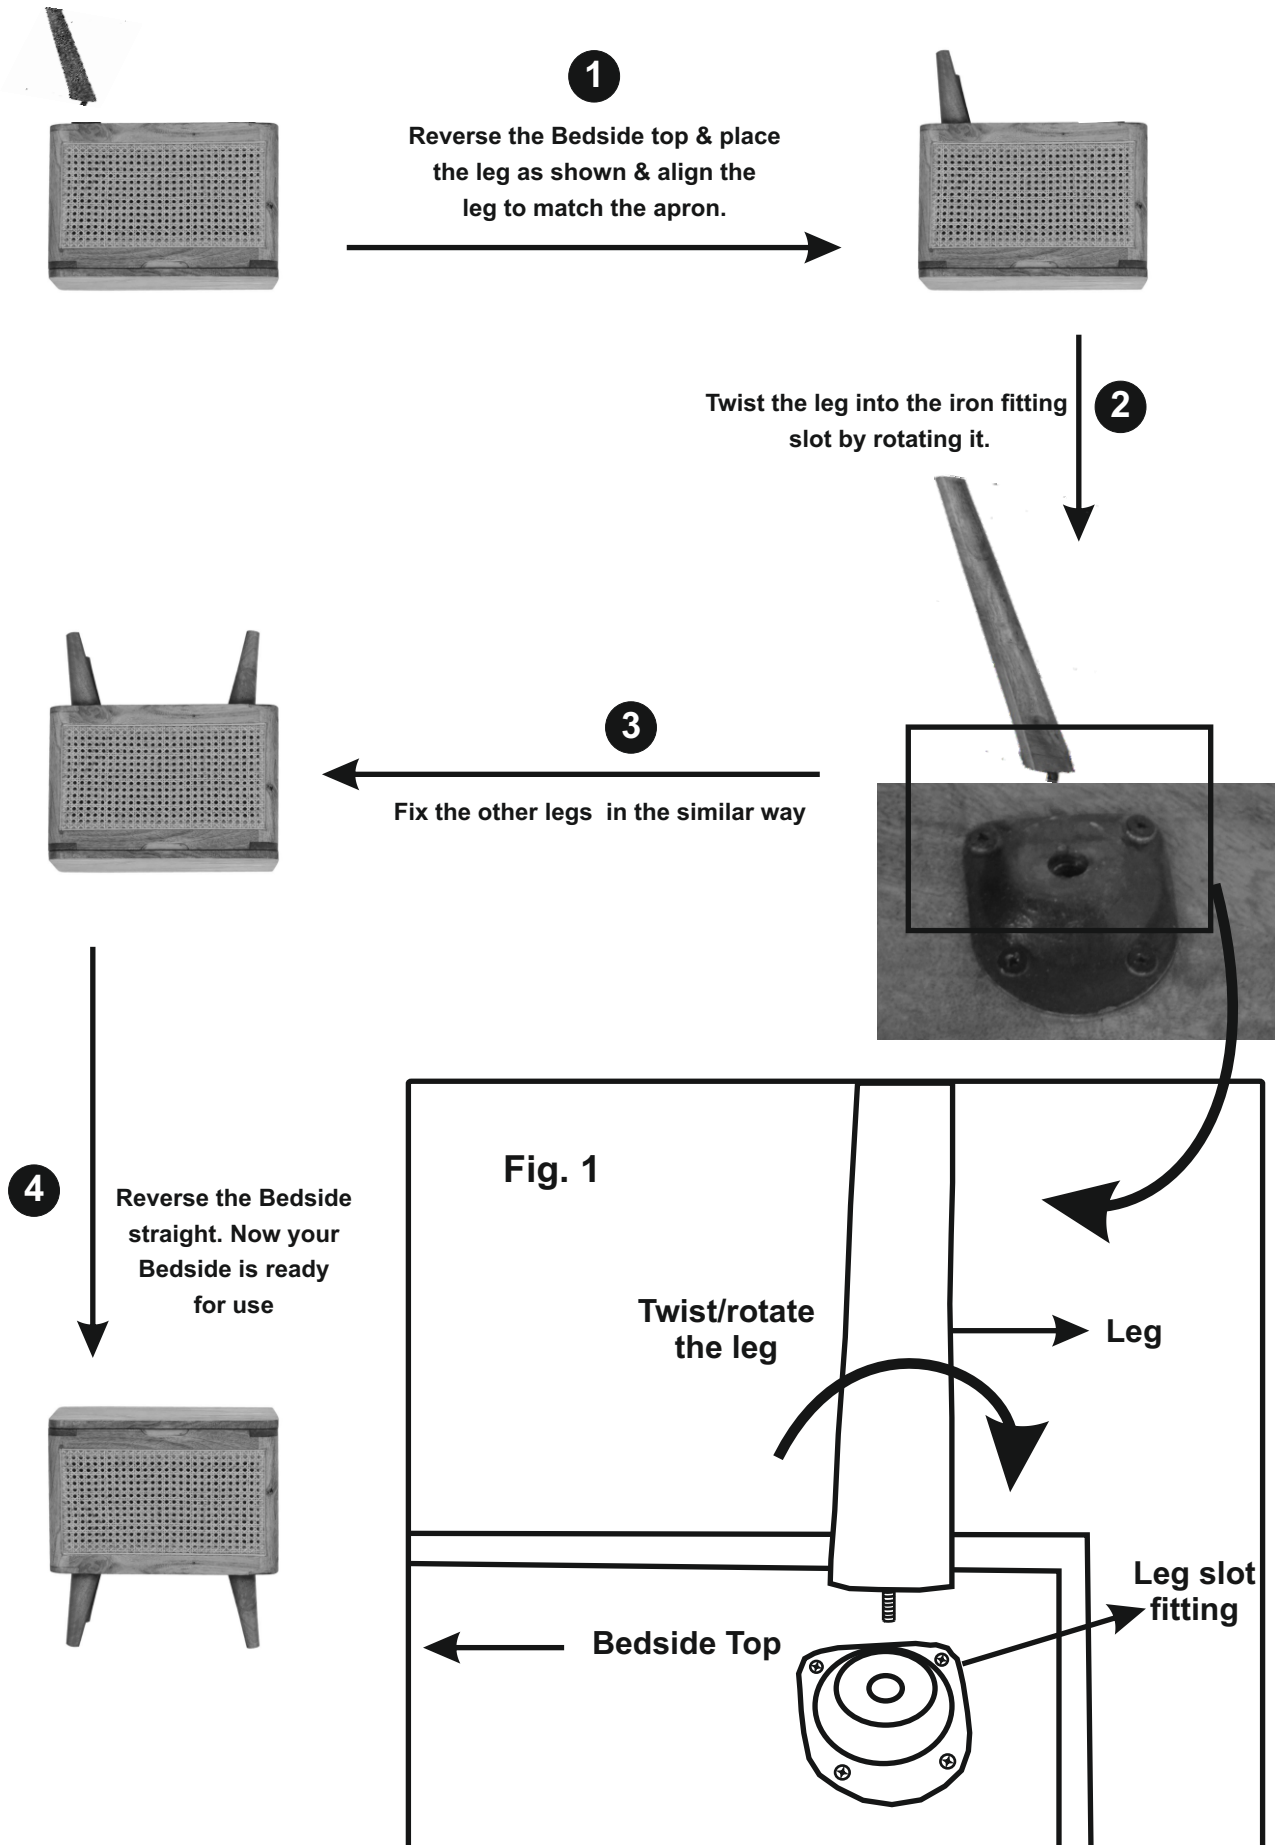 1
Reverse the Bedside top & place
the leg as shown & align the
leg to match the apron.
2
Twist the leg into the iron fitting
slot by rotating it.
3
Fix the other legs  in the similar way
4
Reverse the Bedside
straight. Now your
Bedside is ready
for use
Fig. 1
Twist/rotate
the leg
Leg
Leg slot
fitting
Bedside Top